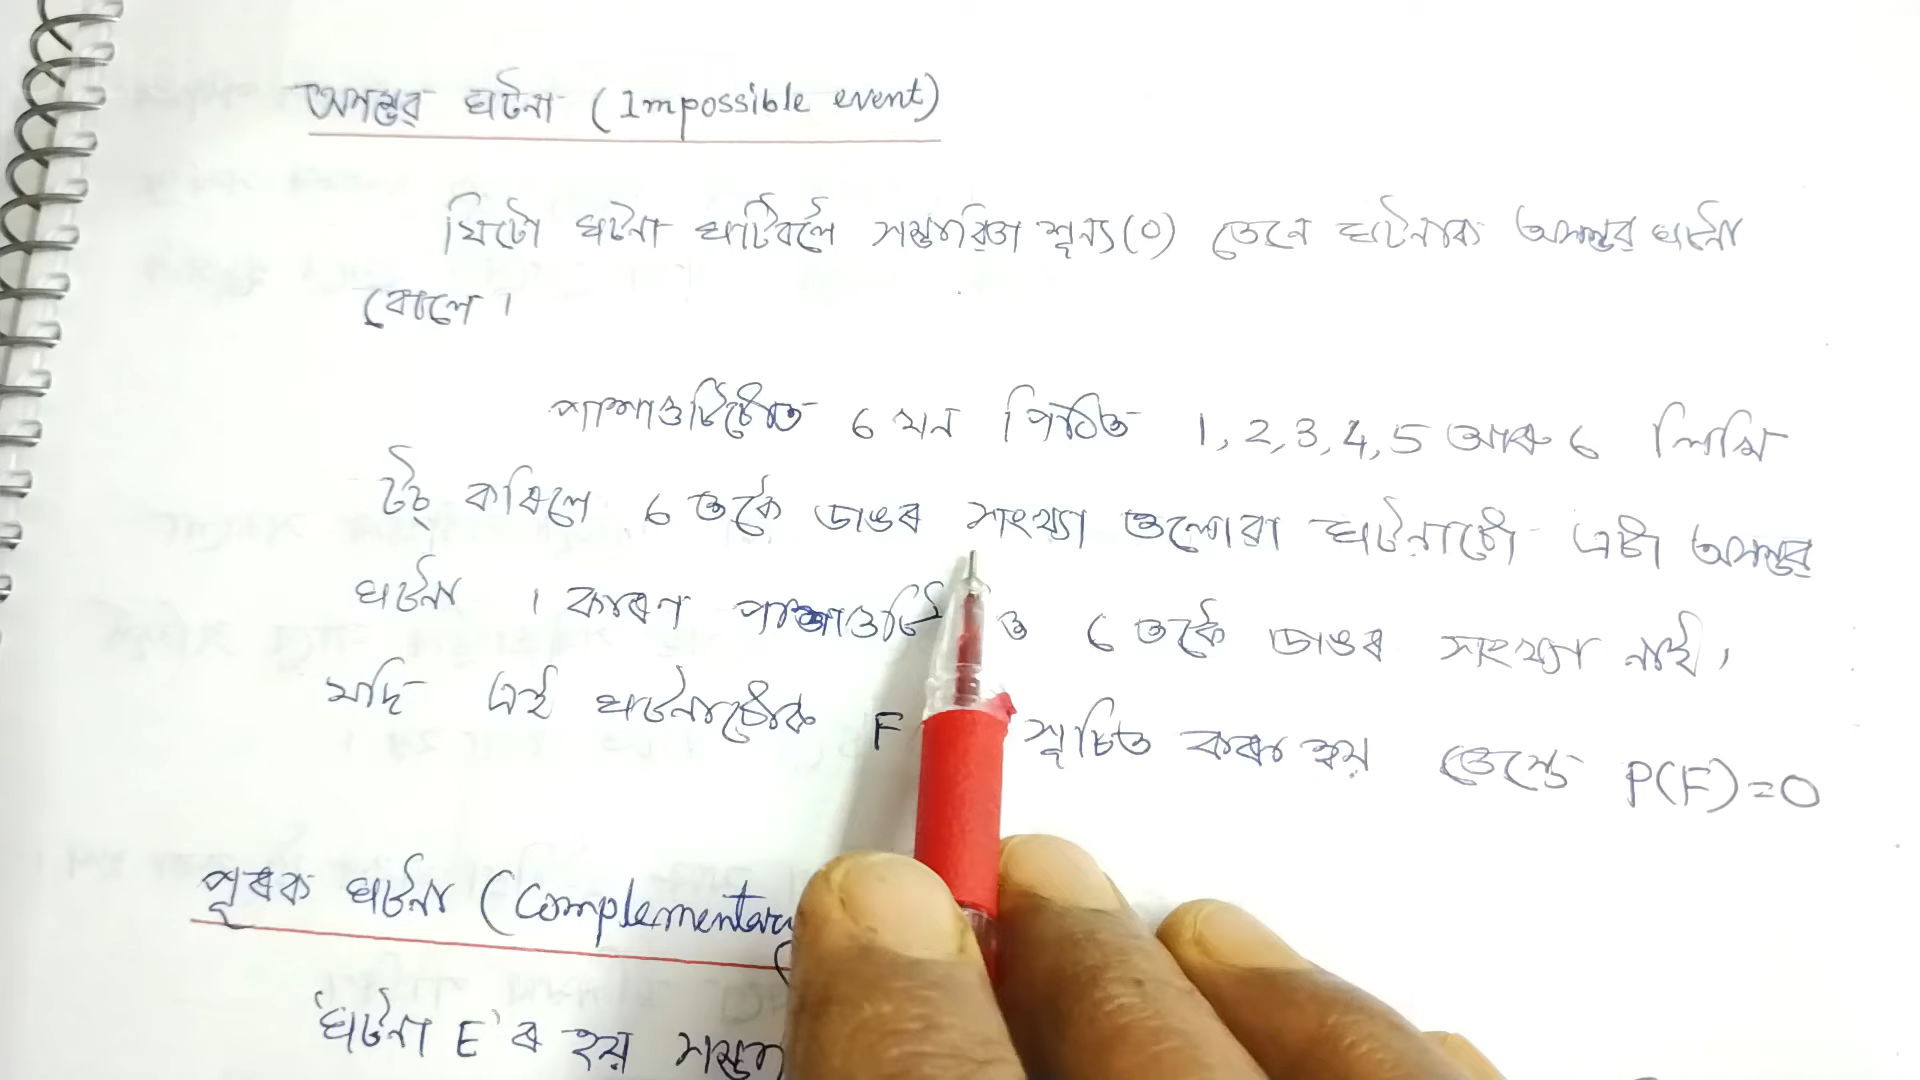 অসম্ভৱ ঘটনা (Impossible event)
যিটো ঘটনা ঘটিবলৈ সম্ভাৱিতা শূন্য (0) তেনে ঘটনাক অসম্ভৱ ঘটনা
বোলে।
পাশাগুটিটোত 6 খন পিঠিত 1, 2, 3, 4, 5 আৰু 6 লিখি
টছ্ কৰিলে 6 তকৈ ডাঙৰ সংখ্যা ওলোৱা ঘটনাটো এটা অসম্ভৱ
ঘটনা । কাৰণ পাশাগুটি ত 6 তকৈ ডাঙৰ সংখ্যা নাই।
যদি এই ঘটনাটোক F সূচিত কৰা হয় তেন্তে P(F)=0
পূৰক ঘটনা (Complementary
ঘটনা E'ৰ হয়